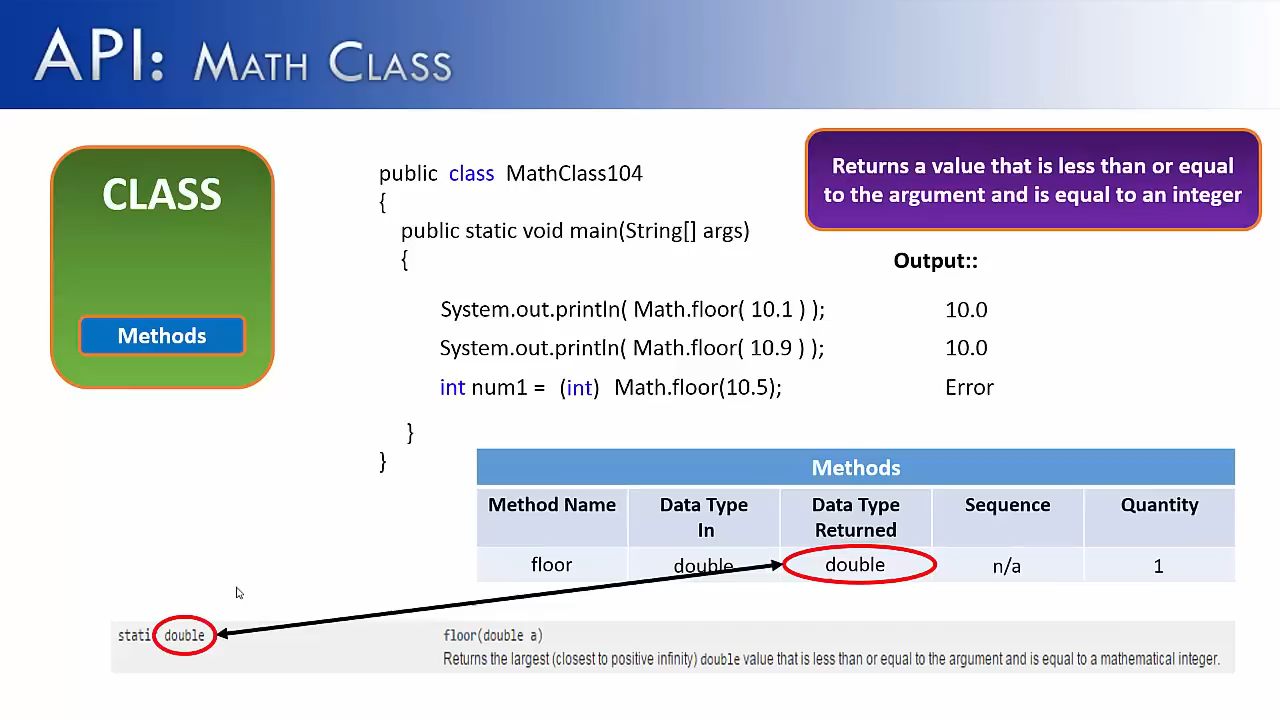 API: Math Class
CLASS
Methods
public class MathClass104
{
public static void main(String[] args)
{
System.out.println( Math.floor( 10.1 ) );
System.out.println( Math.floor( 10.9 ) );
int num1 = (int) Math.floor(10.5);
}
}
Returns a value that is less than or equal
to the argument and is equal to an integer
Output::
10.0
10.0
Error
Methods
Method Name
Data Type
In
Data Type
Returned
Sequence
Quantity
floor
double
double
n/a
1
stati double
floor(double a)
Returns the largest (closest to positive infinity) double value that is less than or equal to the argument and is equal to a mathematical integer.